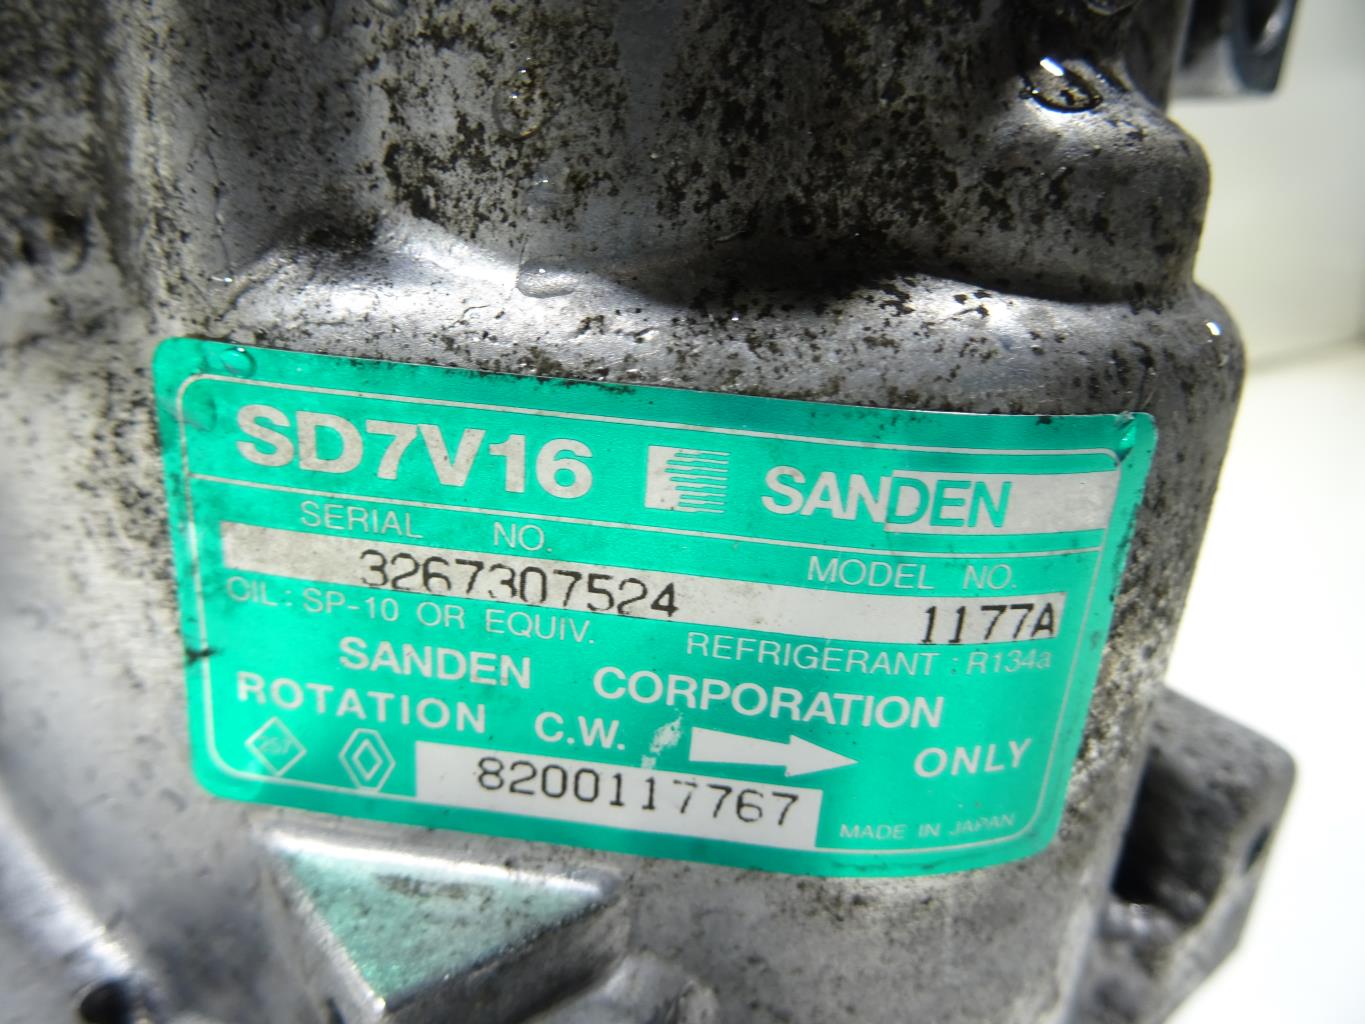 SD7V16 SANDEN
SERIAL NO. MODEL NO.
3267307524 1177A
OIL: SP-10 OR EQUIV. REFRIGERANT : R134a
SANDEN CORPORATION
ROTATION C.W. ONLY
8200117767
MADE IN JAPAN